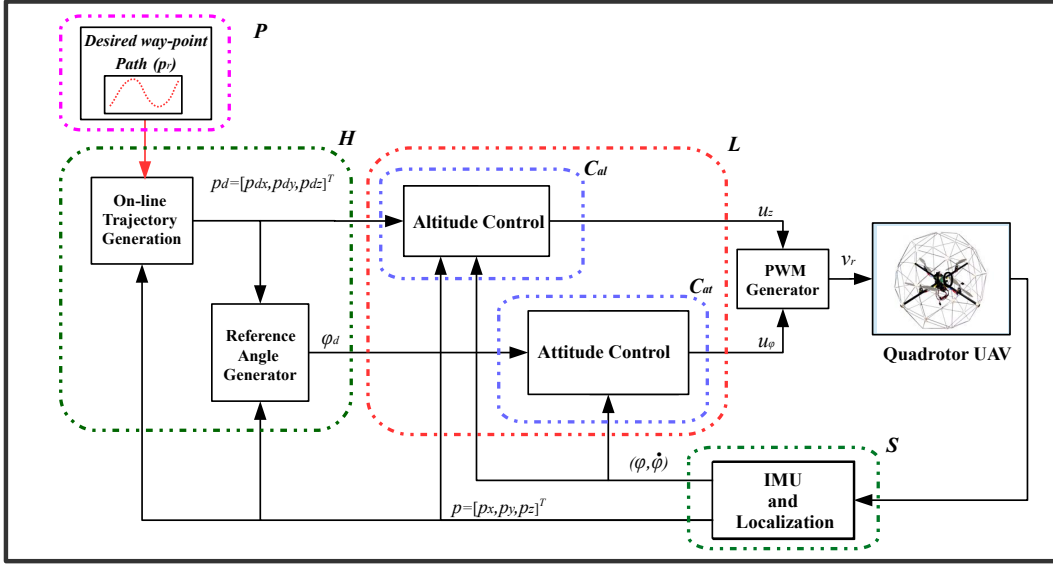 P
Desired way-point
Path (pr)
H
L
Cal
pd=[pdx,pdy,pdz]T
On-line
Trajectory
Generation
Altitude Control
uz
PWM
Generator
vr
Cat
Reference
Angle
Generator
φd
Attitude Control
uφ
Quadrotor UAV
S
(φ,φ̇)
IMU
and
Localization
p=[px,py,pz]T